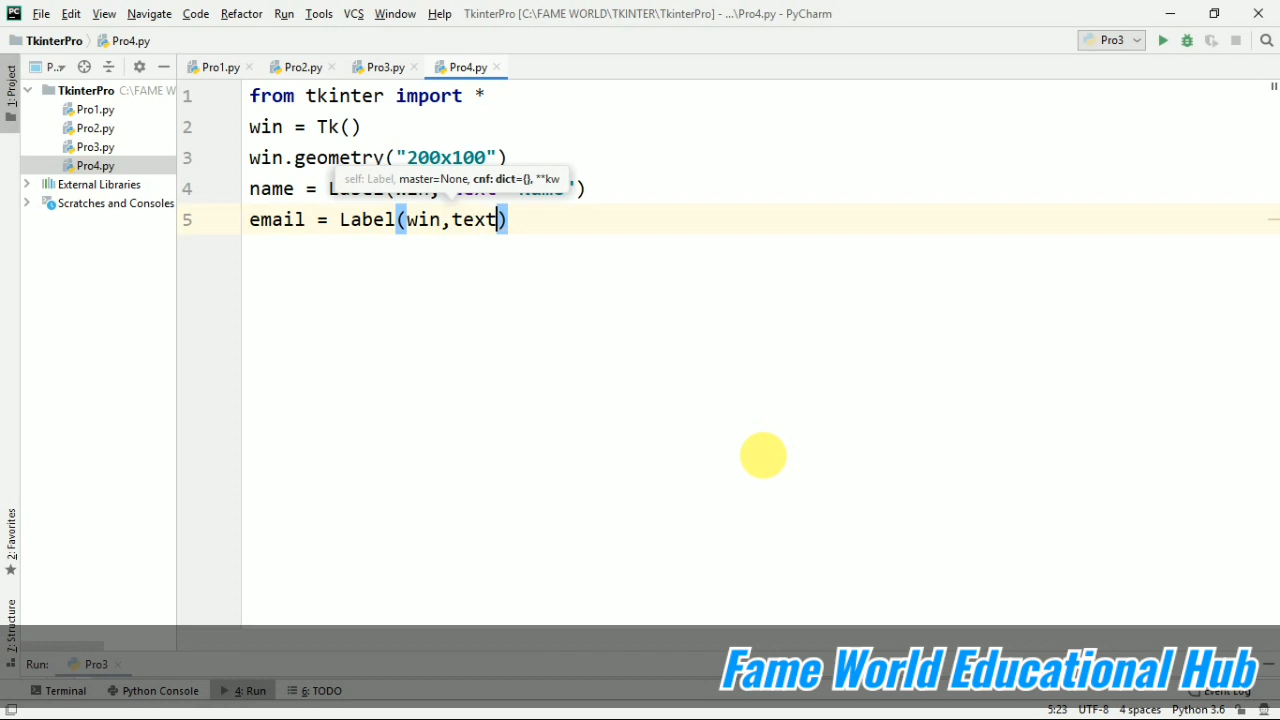 File Edit View Navigate Code Refactor Run Tools VCS Window Help TkinterPro [C:\FAME WORLD\TKINTER\TkinterPro] - ...\Pro4.py - PyCharm
TkinterPro Pro4.py Pro3
1: Project P.. Pro1.py Pro2.py Pro3.py Pro4.py
TkinterPro C:\FAME W
Pro1.py
Pro2.py
Pro3.py
Pro4.py
External Libraries
Scratches and Consoles
1 from tkinter import *
2 win = Tk()
3 win.geometry("200x100")
self: Label, master=None, cnf: dict={}, **kw
4 name = ")
5 email = Label(win,text)
2: Favorites
Z: Structure
Run: Pro3
Fame World Educational Hub
Terminal Python Console 4: Run 6: TODO Event Log
5:23 UTF-8 4 spaces Python 3.6